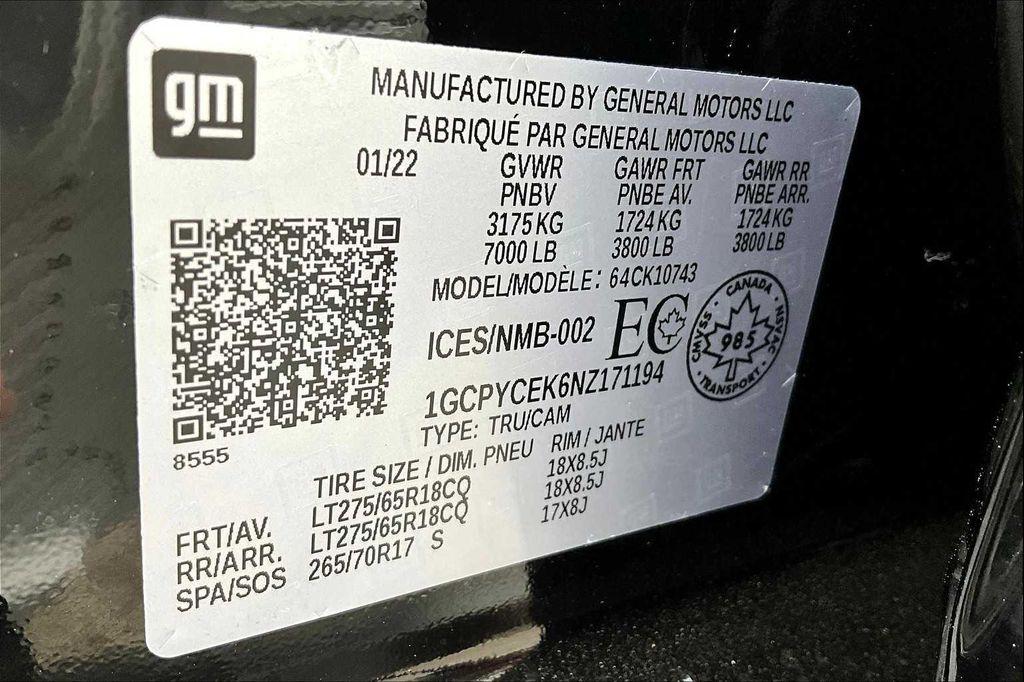 gm
MANUFACTURED BY GENERAL MOTORS LLC
FABRIQUÉ PAR GENERAL MOTORS LLC
01/22 GVWR GAWR FRT GAWR RR
PNBV PNBE AV. PNBE ARR.
3175 KG 1724 KG 1724 KG
7000 LB 3800 LB 3800 LB
MODEL/MODÈLE: 64CK10743
ICES/NMB-002 EC
CANADA
CMVSS 985 NSVAC
TRANSPORT
1GCPYCEK6NZ171194
TYPE: TRU/CAM
8555
TIRE SIZE / DIM. PNEU RIM / JANTE
FRT/AV. LT275/65R18CQ 18X8.5J
RR/ARR. LT275/65R18CQ 18X8.5J
SPA/SOS 265/70R17 S 17X8J